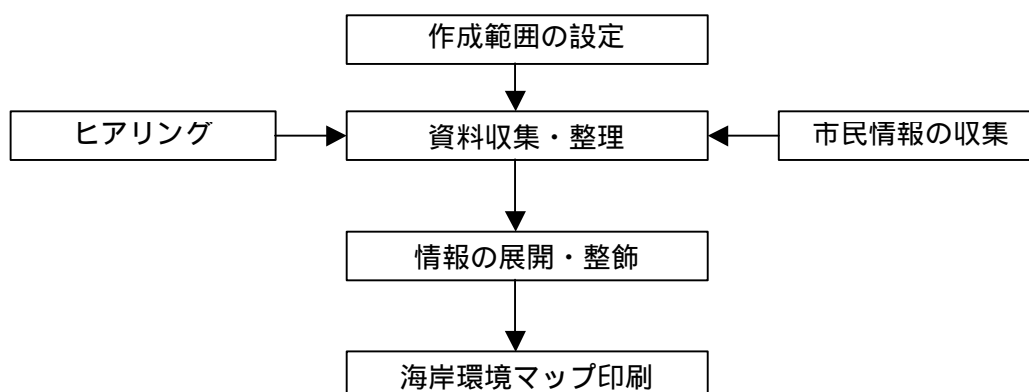 作成範囲の設定
ヒアリング
資料収集・整理
市民情報の収集
情報の展開・整飾
海岸環境マップ印刷